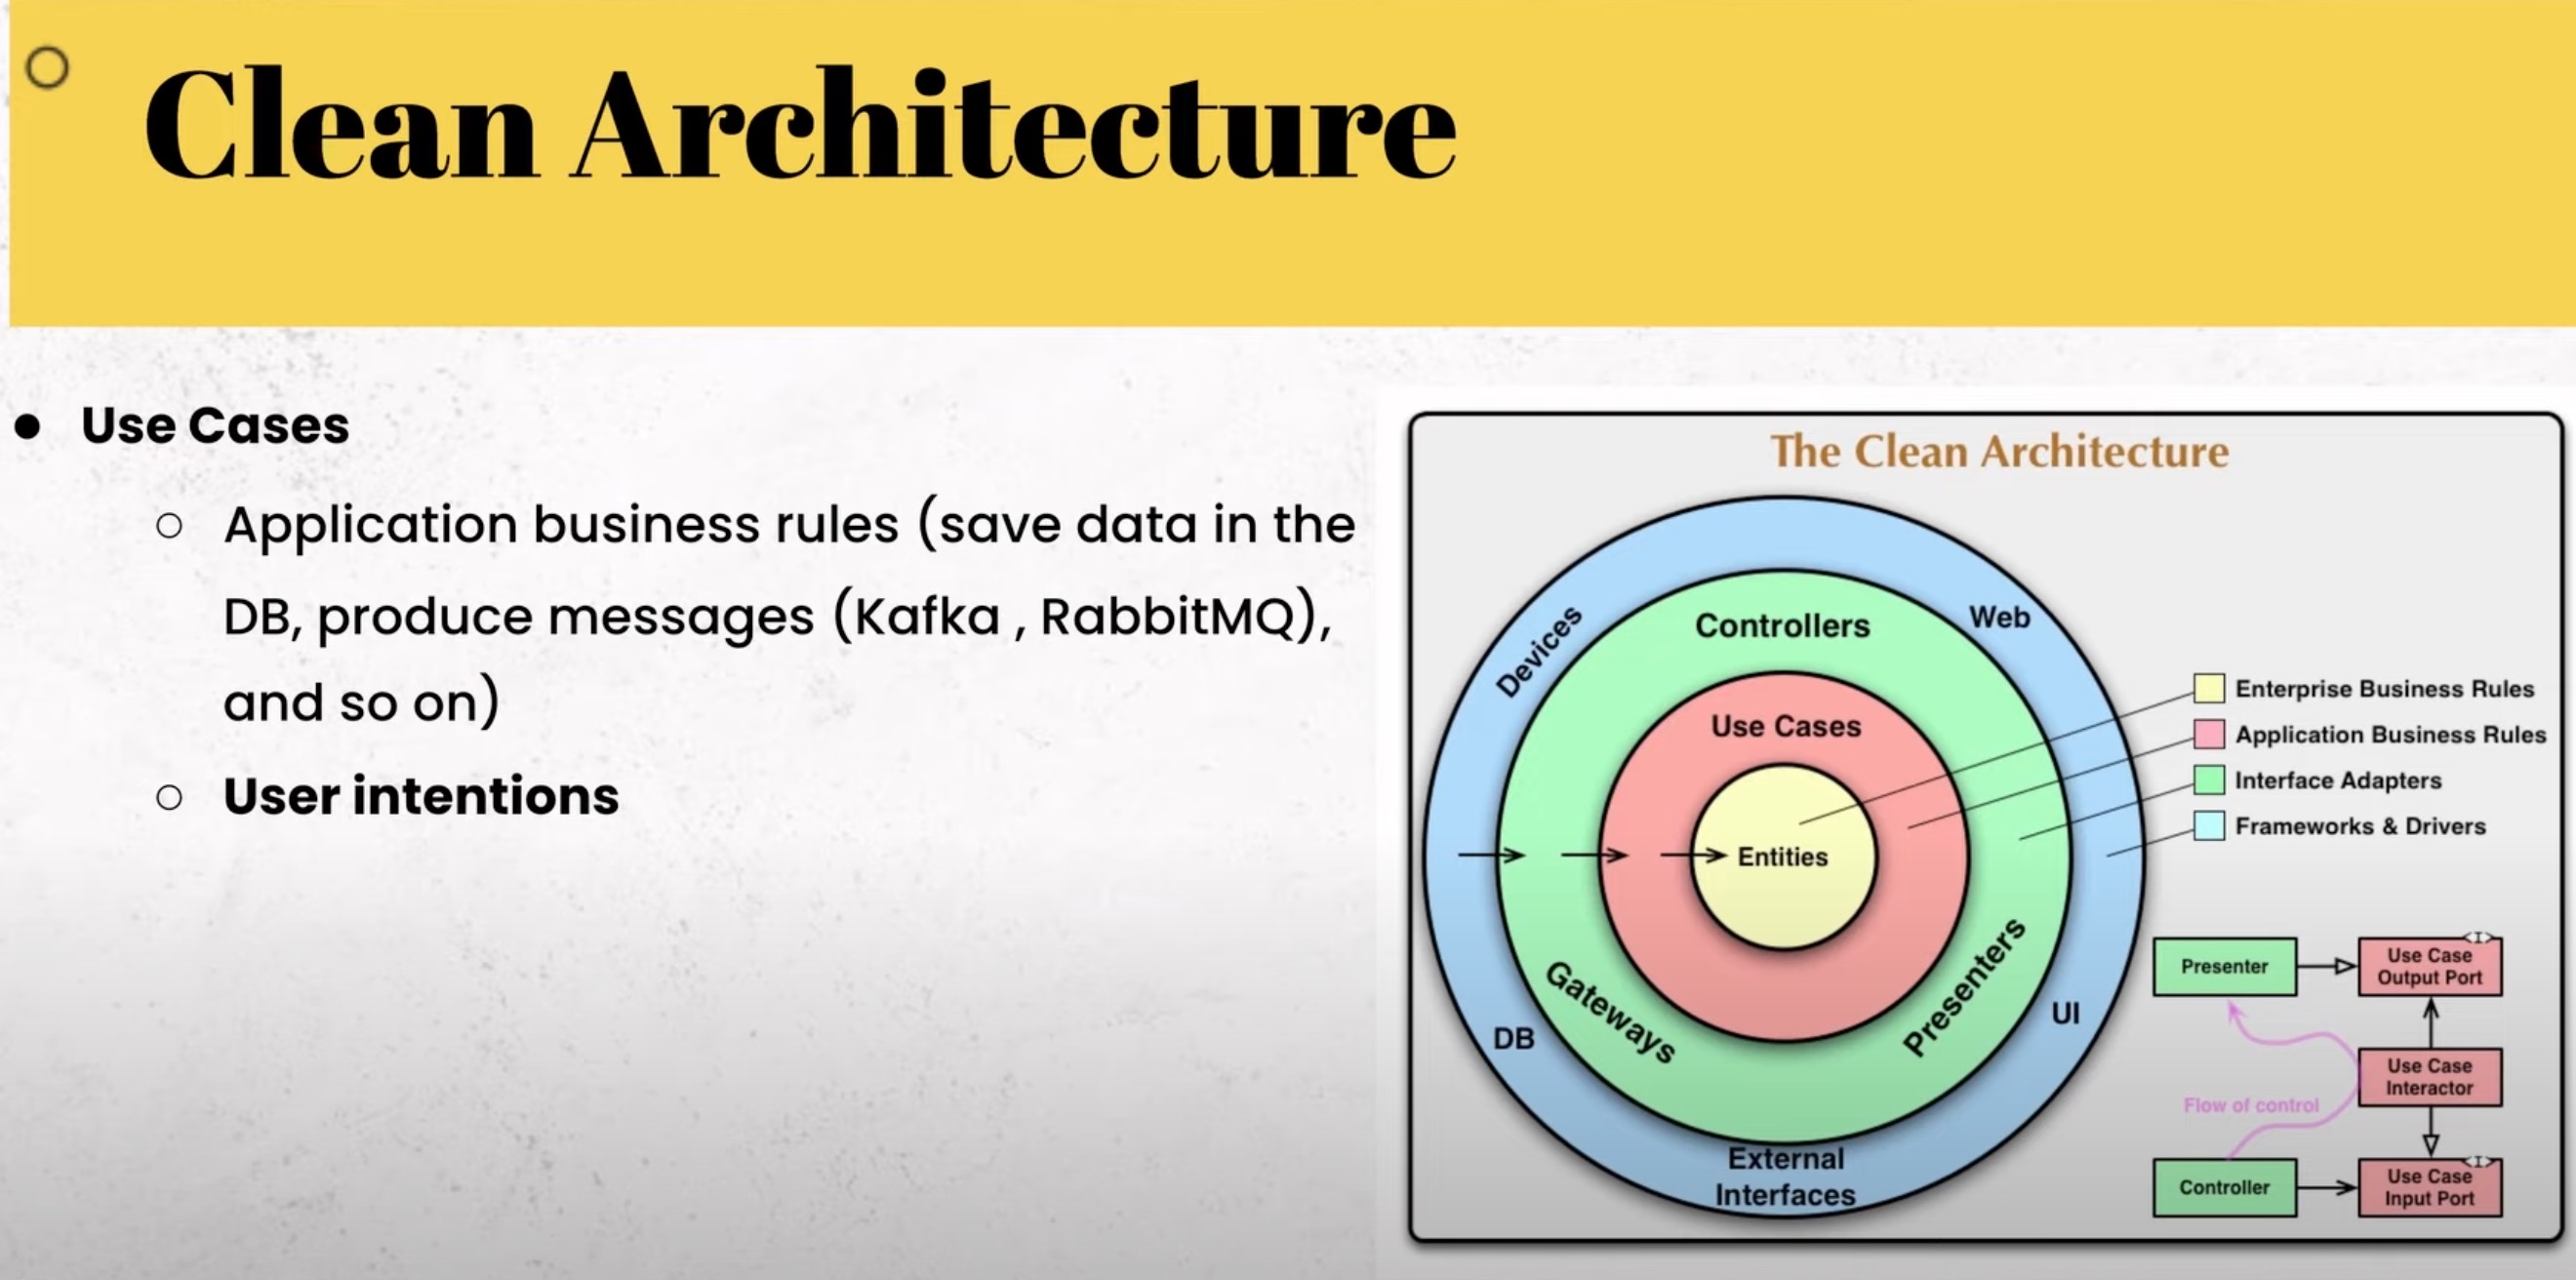 Clean Architecture
Use Cases
Application business rules (save data in the
DB, produce messages (Kafka , RabbitMQ),
and so on)
User intentions
The Clean Architecture
Devices
Web
Controllers
Use Cases
Entities
Gateways
Presenters
DB
UI
External
Interfaces
Enterprise Business Rules
Application Business Rules
Interface Adapters
Frameworks & Drivers
Presenter
<I>
Use Case
Output Port
Use Case
Interactor
Flow of control
Controller
<I>
Use Case
Input Port